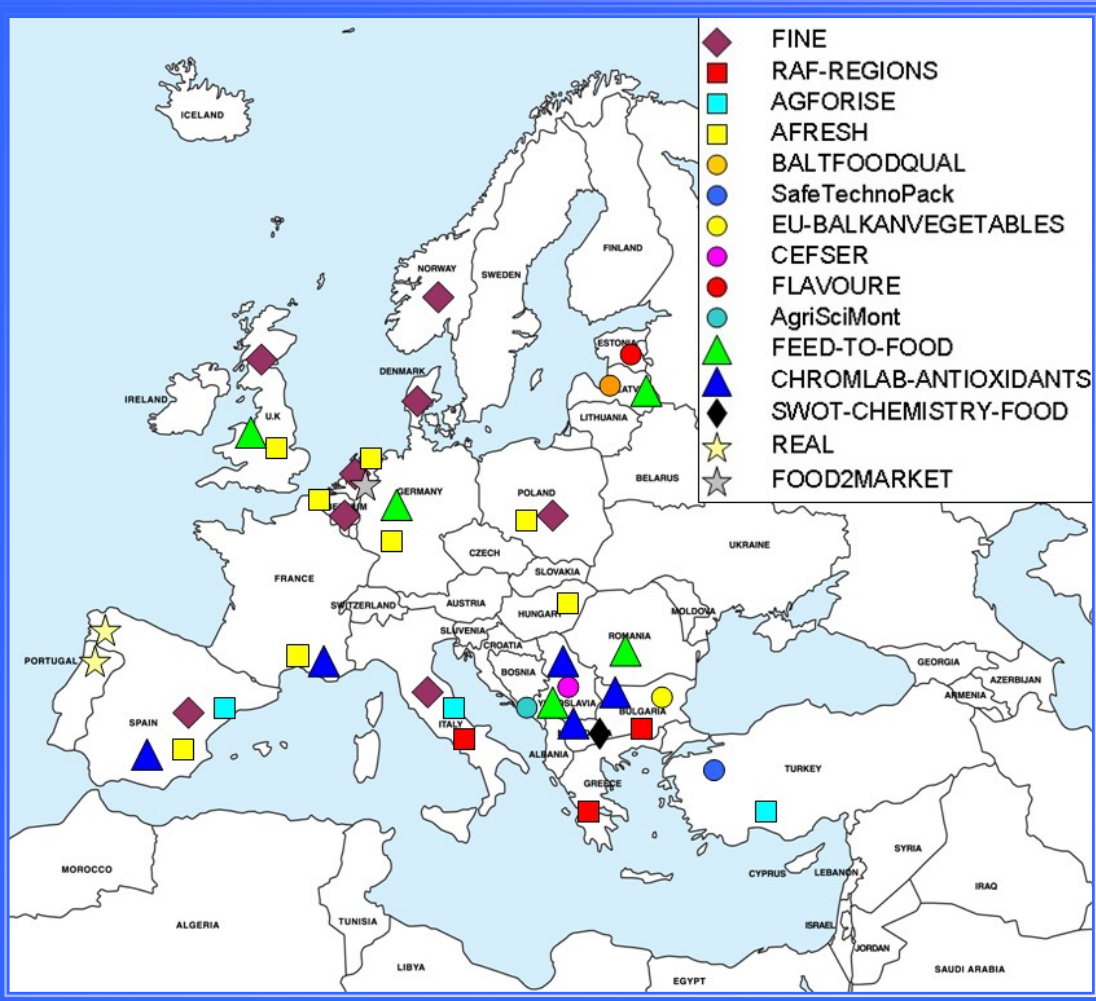 FINE
RAF-REGIONS
AGFORISE
AFRESH
BALTFOODQUAL
SafeTechnoPack
EU-BALKANVEGETABLES
CEFSER
FLAVOURE
AgriSciMont
FEED-TO-FOOD
CHROMLAB-ANTIOXIDANTS
SWOT-CHEMISTRY-FOOD
REAL
FOOD2MARKET
ICELAND
FINLAND
NORWAY
SWEDEN
ESTONIA
DENMARK
IRELAND
U.K
LITHUANIA
BELARUS
GERMANY
POLAND
UKRAINE
CZECH
SLOVAKIA
FRANCE
SWITZERLAND
AUSTRIA
HUNGARY
MOLDOVA
SLUVENIA
CROATIA
ROMANIA
PORTUGAL
BOSNIA
GEORGIA
AZERBIJAN
ARMENIA
BULGARIA
SPAIN
ITALY
ALBANIA
TURKEY
GREECE
SYRIA
MOROCCO
CYPRUS
LEBANON
IRAQ
ALGERIA
TUNISIA
ISRAEL
JORDAN
LIBYA
EGYPT
SAUDI ARABIA